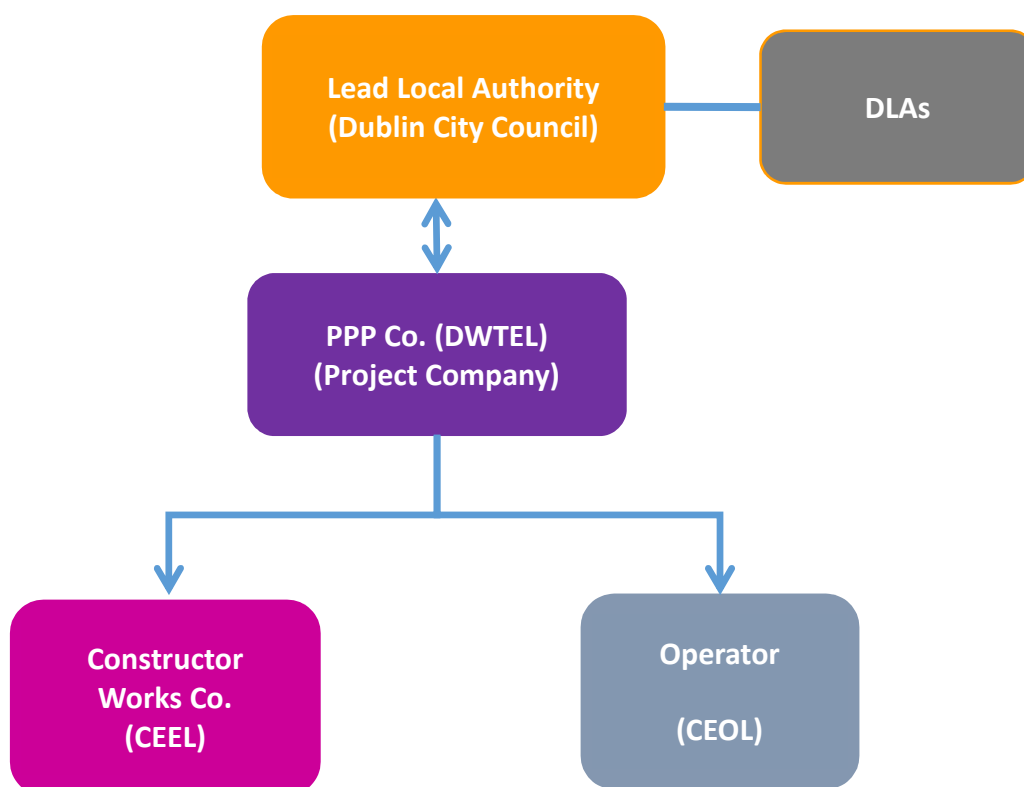 Lead Local Authority
(Dublin City Council)
DLAs
PPP Co. (DWTEL)
(Project Company)
Constructor
Works Co.
(CEEL)
Operator
(CEOL)